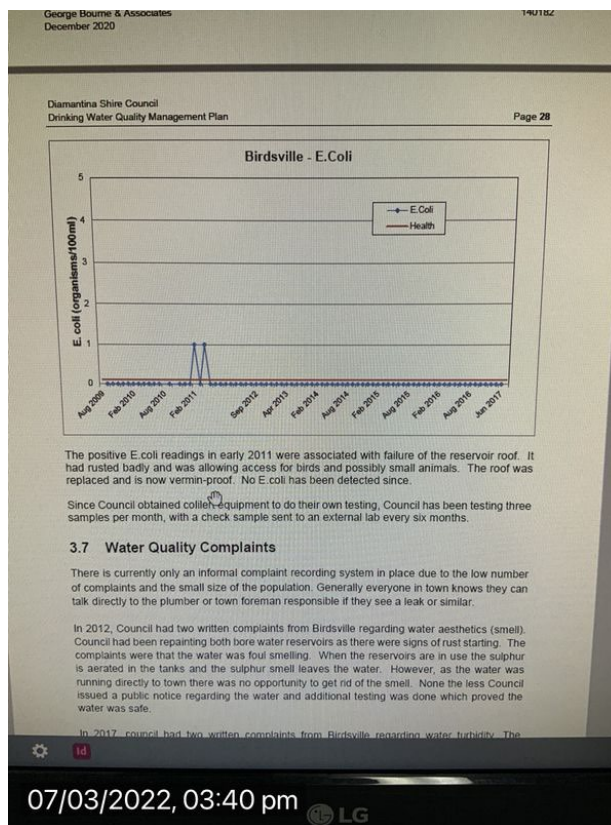 George Bourne & Associates 140182
December 2020
Diamantina Shire Council
Drinking Water Quality Management Plan Page 28
Birdsville - E.Coli
E. coli (organisms/100ml)
5
4
3
2
1
0
E.Coli
Health
Aug 2009 Feb 2010 Aug 2010 Feb 2011 Sep 2012 Apr 2013 Feb 2014 Aug 2014 Feb 2015 Aug 2015 Feb 2016 Aug 2016 Jun 2017
The positive E.coli readings in early 2011 were associated with failure of the reservoir roof. It
had rusted badly and was allowing access for birds and possibly small animals. The roof was
replaced and is now vermin-proof. No E.coli has been detected since.
Since Council obtained colilert equipment to do their own testing, Council has been testing three
samples per month, with a check sample sent to an external lab every six months.
3.7 Water Quality Complaints
There is currently only an informal complaint recording system in place due to the low number
of complaints and the small size of the population. Generally everyone in town knows they can
talk directly to the plumber or town foreman responsible if they see a leak or similar.
In 2012, Council had two written complaints from Birdsville regarding water aesthetics (smell).
Council had been repainting both bore water reservoirs as there were signs of rust starting. The
complaints were that the water was foul smelling. When the reservoirs are in use the sulphur
is aerated in the tanks and the sulphur smell leaves the water. However, as the water was
running directly to town there was no opportunity to get rid of the smell. None the less Council
issued a public notice regarding the water and additional testing was done which proved the
water was safe.
In 2017, council had two written complaints from Birdsville regarding water turbidity. The
Id
07/03/2022, 03:40 pm
LG